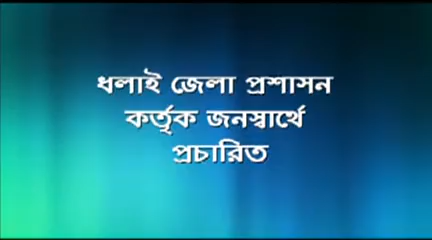 ধলাই জেলা প্রশাসন
কর্তৃক জনস্বার্থে
প্রচারিত